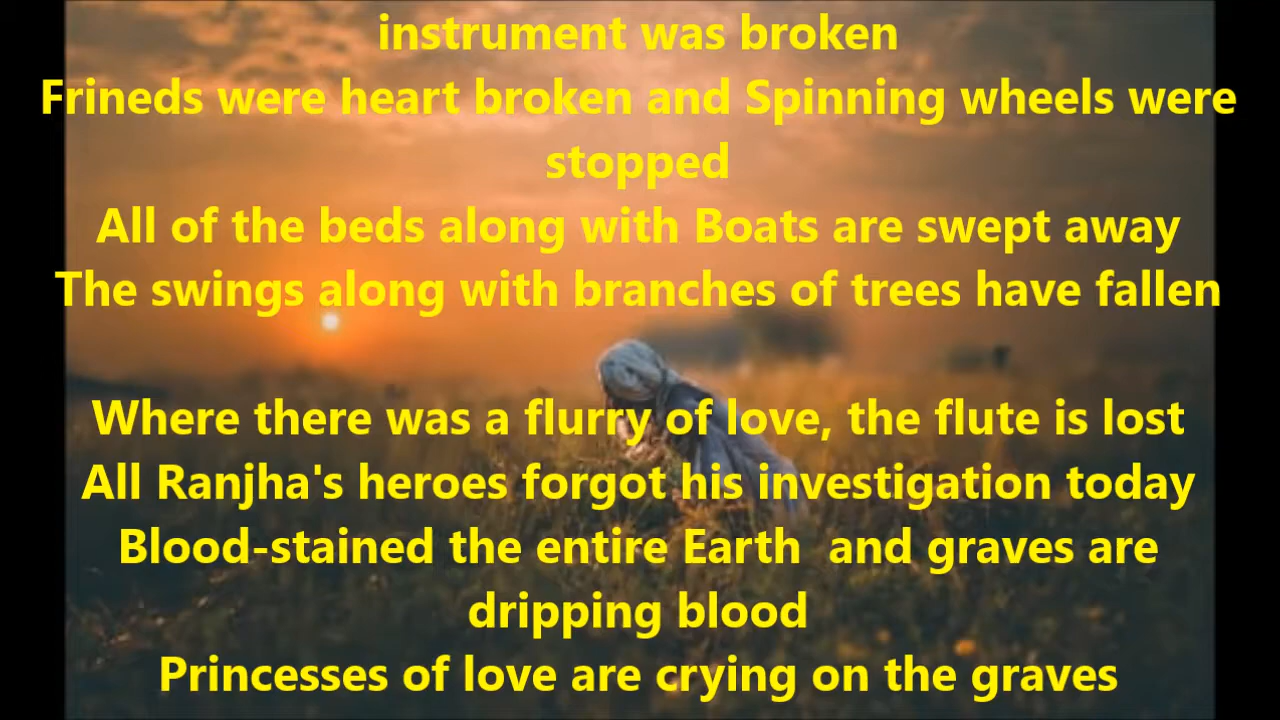 instrument was broken
Frineds were heart broken and Spinning wheels were
stopped
All of the beds along with Boats are swept away
The swings along with branches of trees have fallen
Where there was a flurry of love, the flute is lost
All Ranjha's heroes forgot his investigation today
Blood-stained the entire Earth  and graves are
dripping blood
Princesses of love are crying on the graves